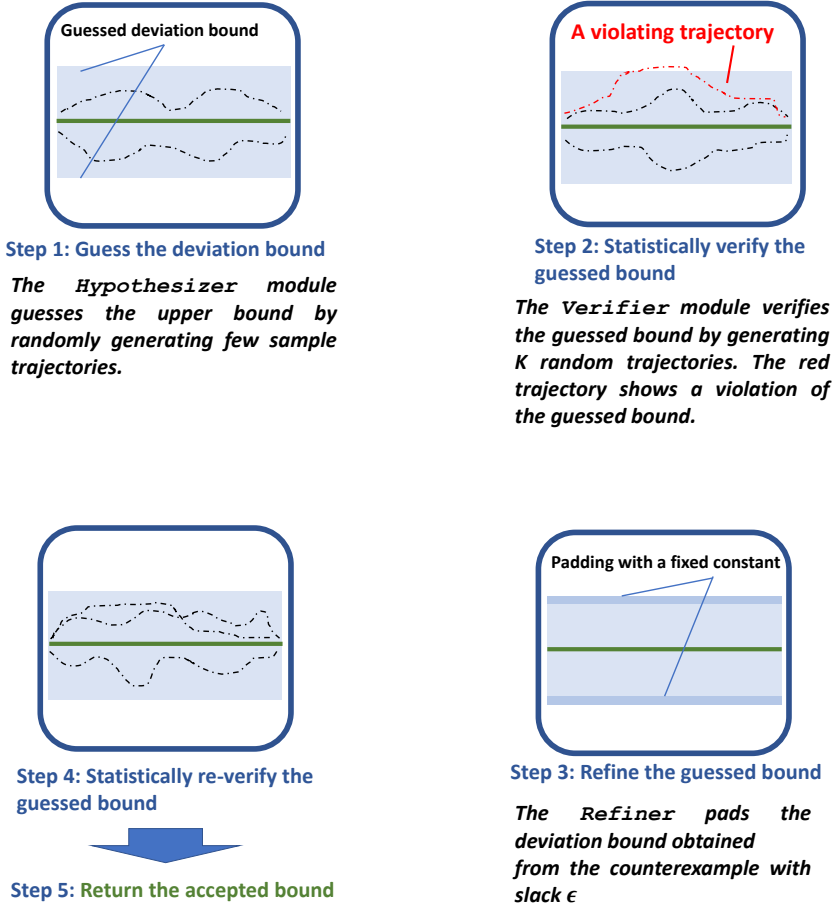 Guessed deviation bound
Step 1: Guess the deviation bound
The Hypothesizer module
guesses the upper bound by
randomly generating few sample
trajectories.
A violating trajectory
Step 2: Statistically verify the
guessed bound
The Verifier module verifies
the guessed bound by generating
K random trajectories. The red
trajectory shows a violation of
the guessed bound.
Padding with a fixed constant
Step 3: Refine the guessed bound
The Refiner pads the
deviation bound obtained
from the counterexample with
slack ϵ
Step 4: Statistically re-verify the
guessed bound
Step 5: Return the accepted bound